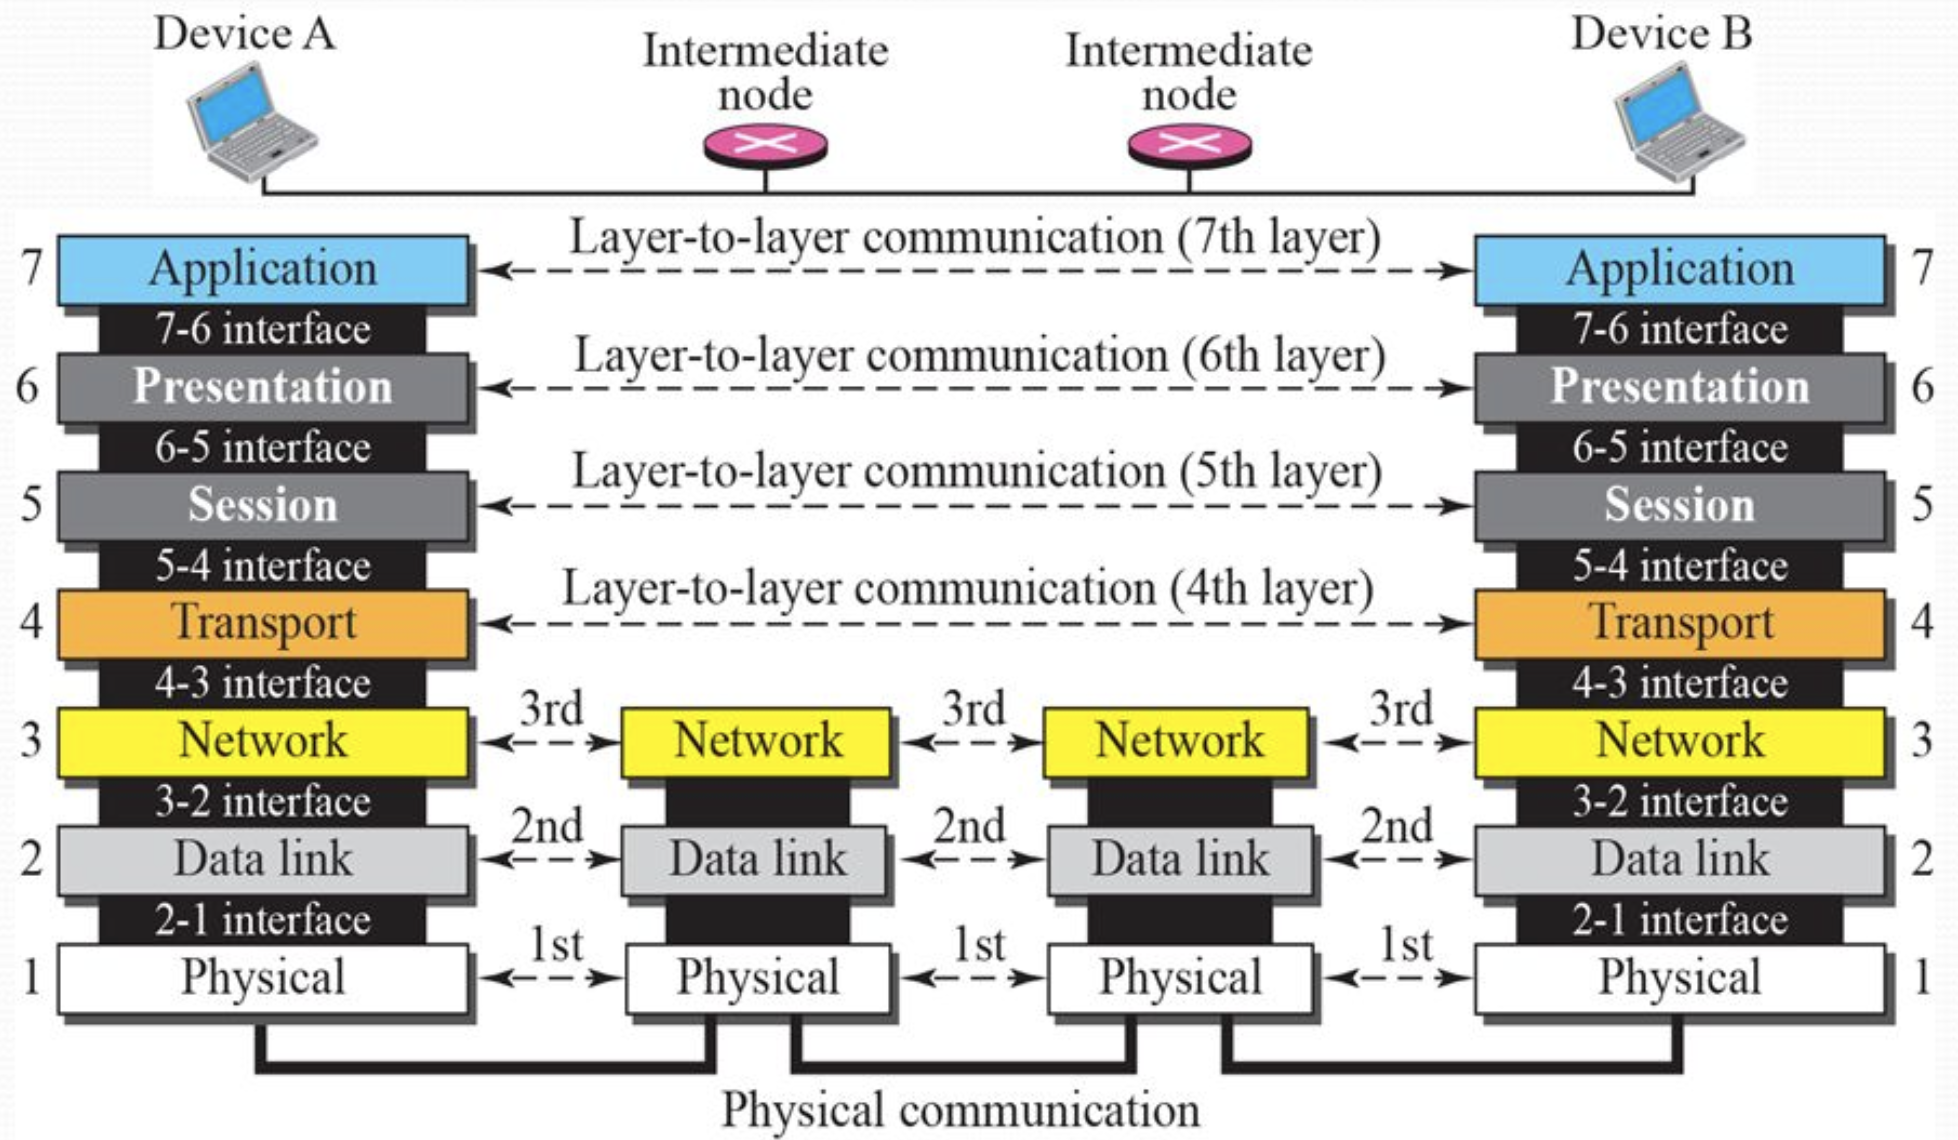 Device A
Intermediate
node
Intermediate
node
Device B
Layer-to-layer communication (7th layer)
7 Application Application 7
7-6 interface 7-6 interface
Layer-to-layer communication (6th layer)
6 Presentation Presentation 6
6-5 interface 6-5 interface
Layer-to-layer communication (5th layer)
5 Session Session 5
5-4 interface 5-4 interface
Layer-to-layer communication (4th layer)
4 Transport Transport 4
4-3 interface 4-3 interface
3rd 3rd 3rd
3 Network Network Network Network 3
3-2 interface 3-2 interface
2nd 2nd 2nd
2 Data link Data link Data link Data link 2
2-1 interface 2-1 interface
1st 1st 1st
1 Physical Physical Physical Physical 1
Physical communication